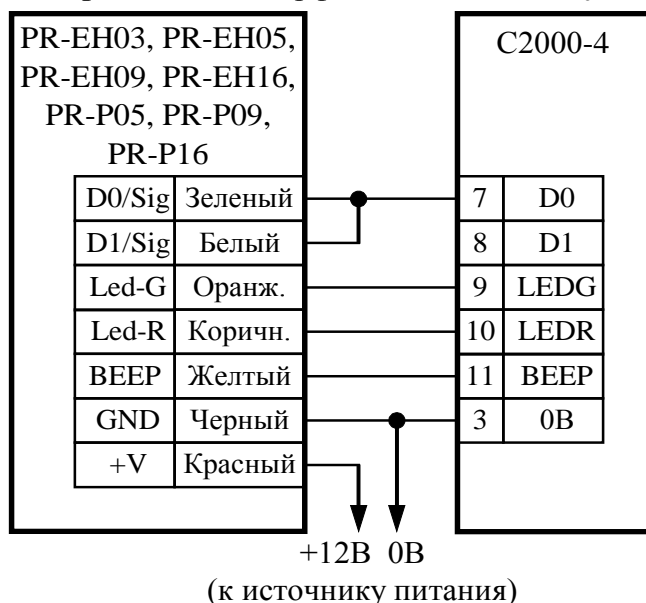 PR-EH03, PR-EH05,
PR-EH09, PR-EH16,
PR-P05, PR-P09,
PR-P16
C2000-4
D0/Sig Зеленый 7 D0
D1/Sig Белый 8 D1
Led-G Оранж. 9 LEDG
Led-R Коричн. 10 LEDR
BEEP Желтый 11 BEEP
GND Черный 3 0В
+V Красный
+12В 0В
(к источнику питания)